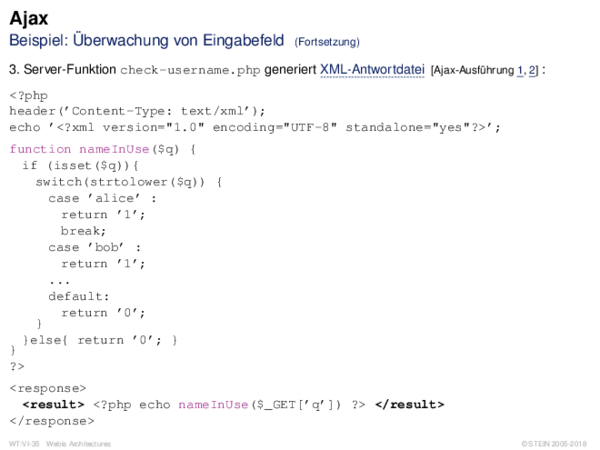 Ajax
Beispiel: Überwachung von Eingabefeld (Fortsetzung)
3. Server-Funktion check-username.php generiert XML-Antwortdatei [Ajax-Ausführung 1, 2] :
<?php
header('Content-Type: text/xml');
echo '<?xml version="1.0" encoding="UTF-8" standalone="yes"?>';
function nameInUse($q) {
  if (isset($q)){
    switch(strtolower($q)) {
      case 'alice' :
        return '1';
        break;
      case 'bob' :
        return '1';
      ...
      default:
        return '0';
    }
  }else{ return '0'; }
}
?>
<response>
  <result> <?php echo nameInUse($_GET['q']) ?> </result>
</response>
WT:VI-35 Webis Architectures © STEIN 2005-2018